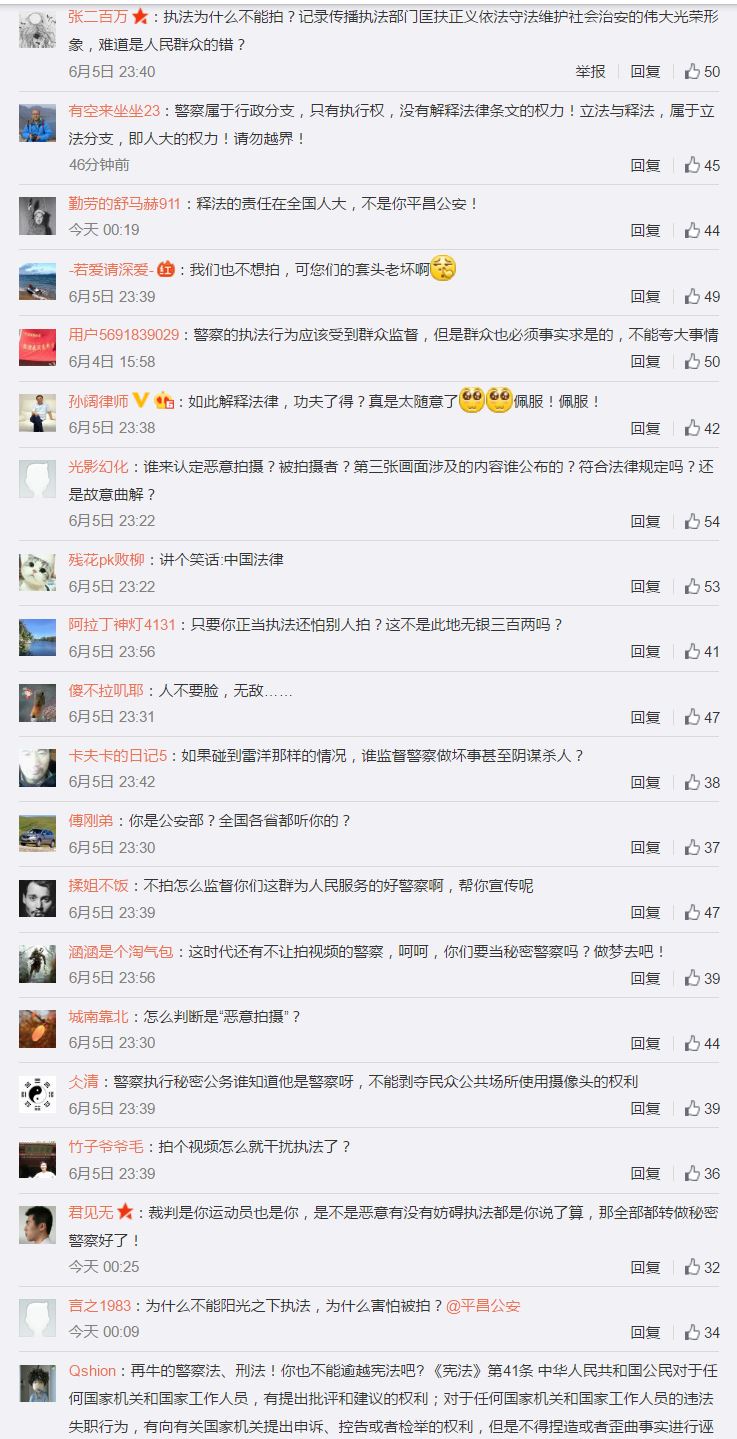 张二百万：执法为什么不能拍？记录传播执法部门匡扶正义依法守法维护社会治安的伟大光荣形
象，难道是人民群众的错？
6月5日 23:40 举报 回复 50
有空来坐坐23：警察属于行政分支，只有执行权，没有解释法律条文的权力！立法与释法，属于立
法分支，即人大的权力！请勿越界！
46分钟前 回复 45
勤劳的舒马赫911：释法的责任在全国人大，不是你平昌公安！
今天 00:19 回复 44
-若爱请深爱-：我们也不想拍，可您们的套头老坏啊
6月5日 23:39 回复 49
用户5691839029：警察的执法行为应该受到群众监督，但是群众也必须事实求是的，不能夸大事情
6月4日 15:58 回复 50
孙阔律师：如此解释法律，功夫了得？真是太随意了佩服！佩服！
6月5日 23:38 回复 42
光影幻化：谁来认定恶意拍摄？被拍摄者？第三张画面涉及的内容谁公布的？符合法律规定吗？还
是故意曲解？
6月5日 23:22 回复 54
残花pk败柳：讲个笑话:中国法律
6月5日 23:22 回复 53
阿拉丁神灯4131：只要你正当执法还怕别人拍？这不是此地无银三百两吗？
6月5日 23:56 回复 41
傻不拉叽耶：人不要脸，无敌……
6月5日 23:31 回复 47
卡夫卡的日记5：如果碰到雷洋那样的情况，谁监督警察做坏事甚至阴谋杀人？
6月5日 23:42 回复 38
傅刚弟：你是公安部？全国各省都听你的？
6月5日 23:30 回复 37
揉姐不饭：不拍怎么监督你们这群为人民服务的好警察啊，帮你宣传呢
6月5日 23:39 回复 47
涵涵是个淘气包：这时代还有不让拍视频的警察，呵呵，你们要当秘密警察吗？做梦去吧！
6月5日 23:56 回复 39
城南靠北：怎么判断是“恶意拍摄”？
6月5日 23:30 回复 44
仌清：警察执行秘密公务谁知道他是警察呀，不能剥夺民众公共场所使用摄像头的权利
6月5日 23:39 回复 39
竹子爷爷毛：拍个视频怎么就干扰执法了？
6月5日 23:39 回复 36
君见无：裁判是你运动员也是你，是不是恶意有没有妨碍执法都是你说了算，那全部都转做秘密
警察好了！
今天 00:25 回复 32
言之1983：为什么不能阳光之下执法，为什么害怕被拍？@平昌公安
今天 00:09 回复 34
Qshion：再牛的警察法、刑法！你也不能逾越宪法吧？《宪法》第41条 中华人民共和国公民对于任
何国家机关和国家工作人员，有提出批评和建议的权利；对于任何国家机关和国家工作人员的违法
失职行为，有向有关国家机关提出申诉、控告或者检举的权利，但是不得捏造或者歪曲事实进行诬